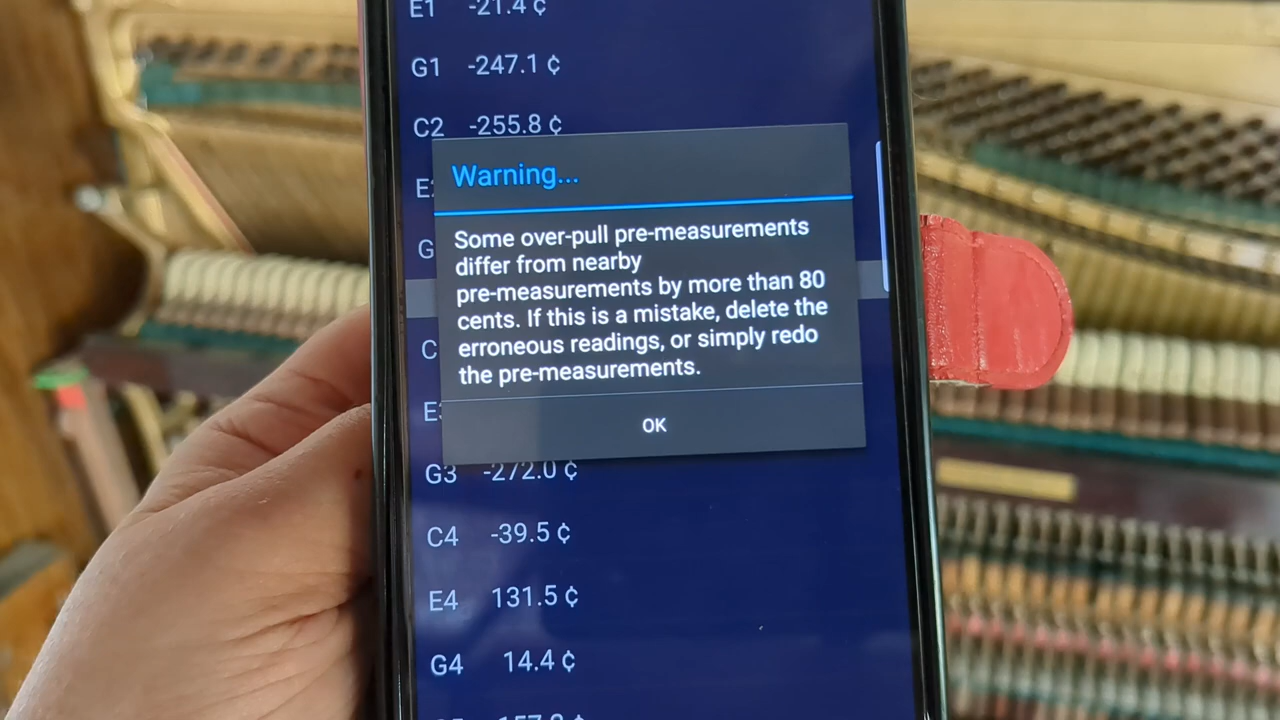 E1 -21.4 ¢
G1 -247.1 ¢
C2 -255.8 ¢
Warning...
Some over-pull pre-measurements
differ from nearby
pre-measurements by more than 80
cents. If this is a mistake, delete the
erroneous readings, or simply redo
the pre-measurements.
OK
G3 -272.0 ¢
C4 -39.5 ¢
E4 131.5 ¢
G4 14.4 ¢